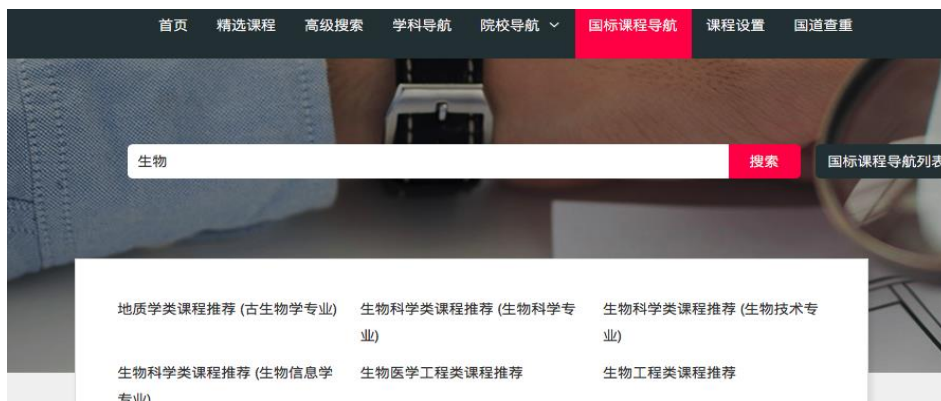 首页 精选课程 高级搜索 学科导航 院校导航 国标课程导航 课程设置 国道查重
生物 搜索 国标课程导航列表
地质学类课程推荐 (古生物学专业) 生物科学类课程推荐 (生物科学专 生物科学类课程推荐 (生物技术专
业) 业)
生物科学类课程推荐 (生物信息学 生物医学工程类课程推荐 生物工程类课程推荐
专业)